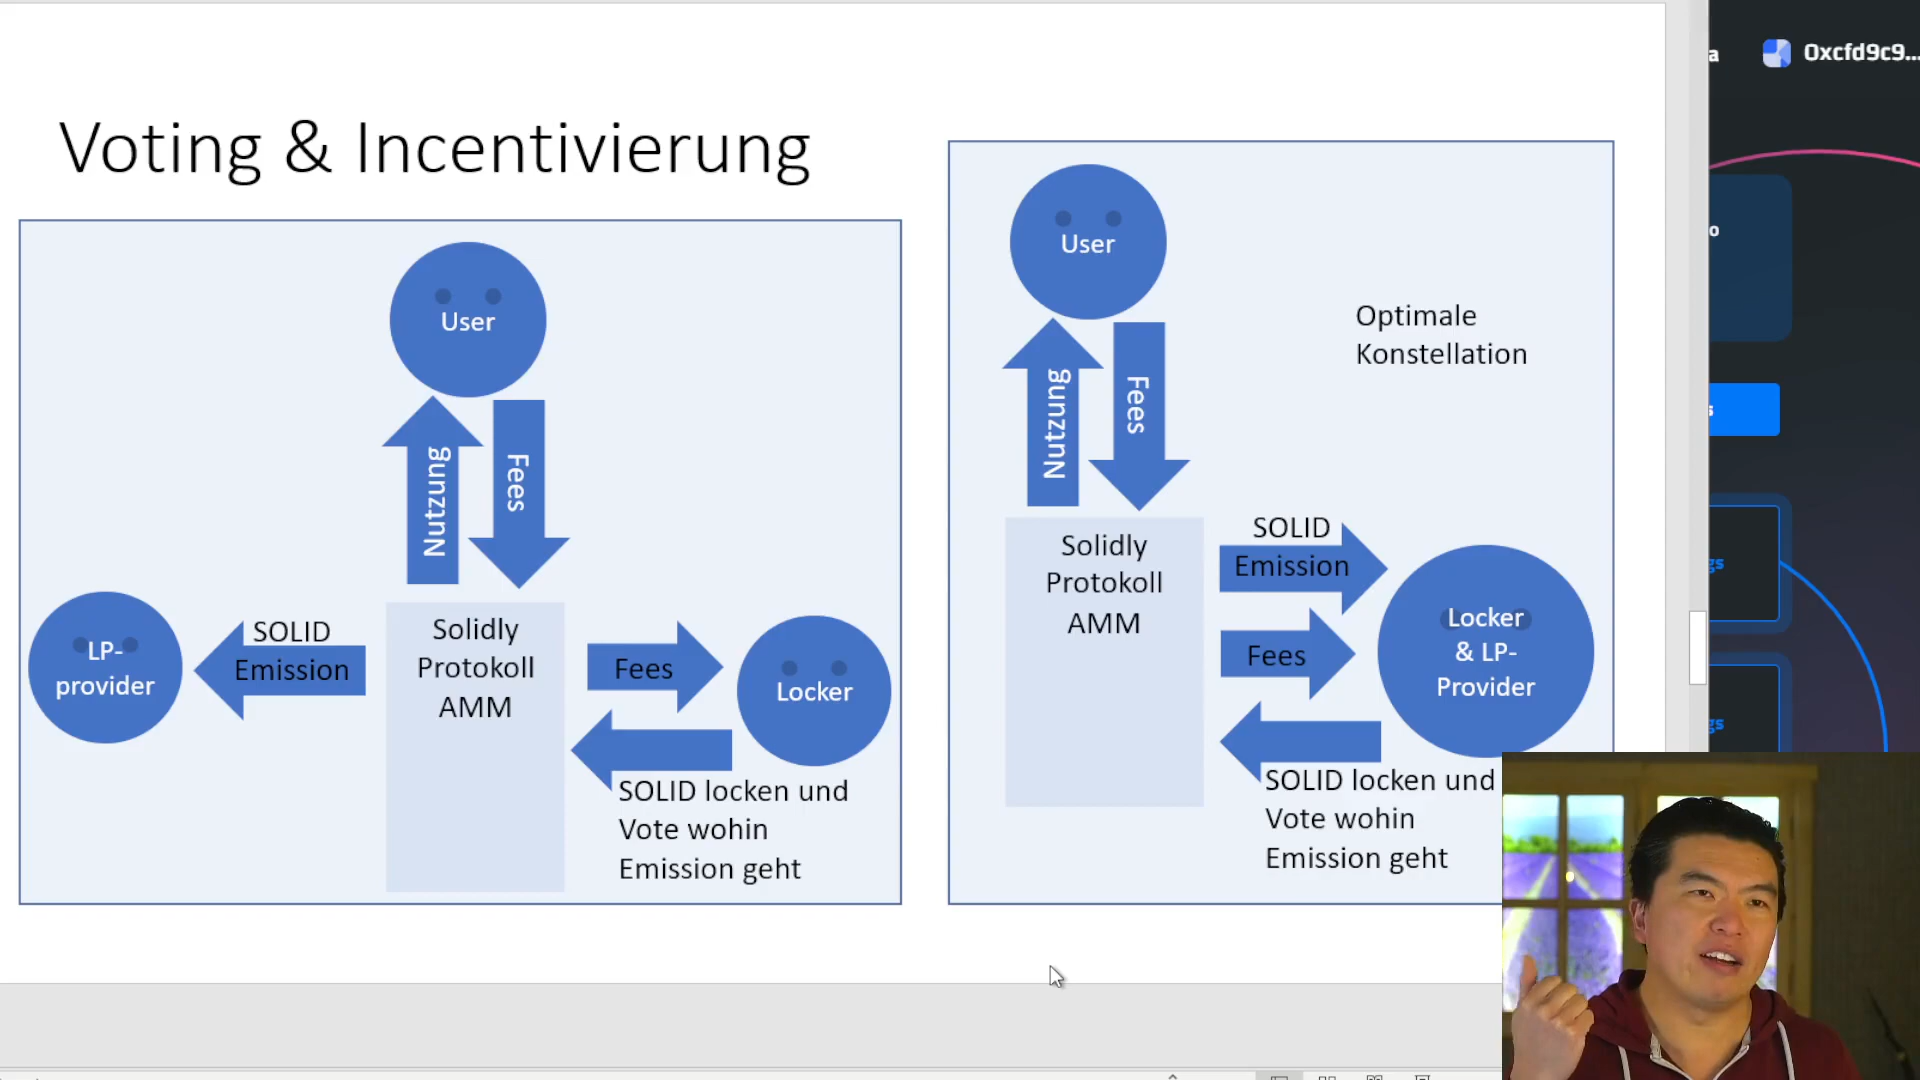 Voting & Incentivierung
User
Nutzung
Fees
LP-
provider
SOLID
Emission
Solidly
Protokoll
AMM
Fees
Locker
SOLID locken und
Vote wohin
Emission geht
User
Optimale
Konstellation
Nutzung
Fees
Solidly
Protokoll
AMM
SOLID
Emission
Fees
Locker
& LP-
Provider
SOLID locken und
Vote wohin
Emission geht
a
0xcfd9c9...
o
s
gs
gs